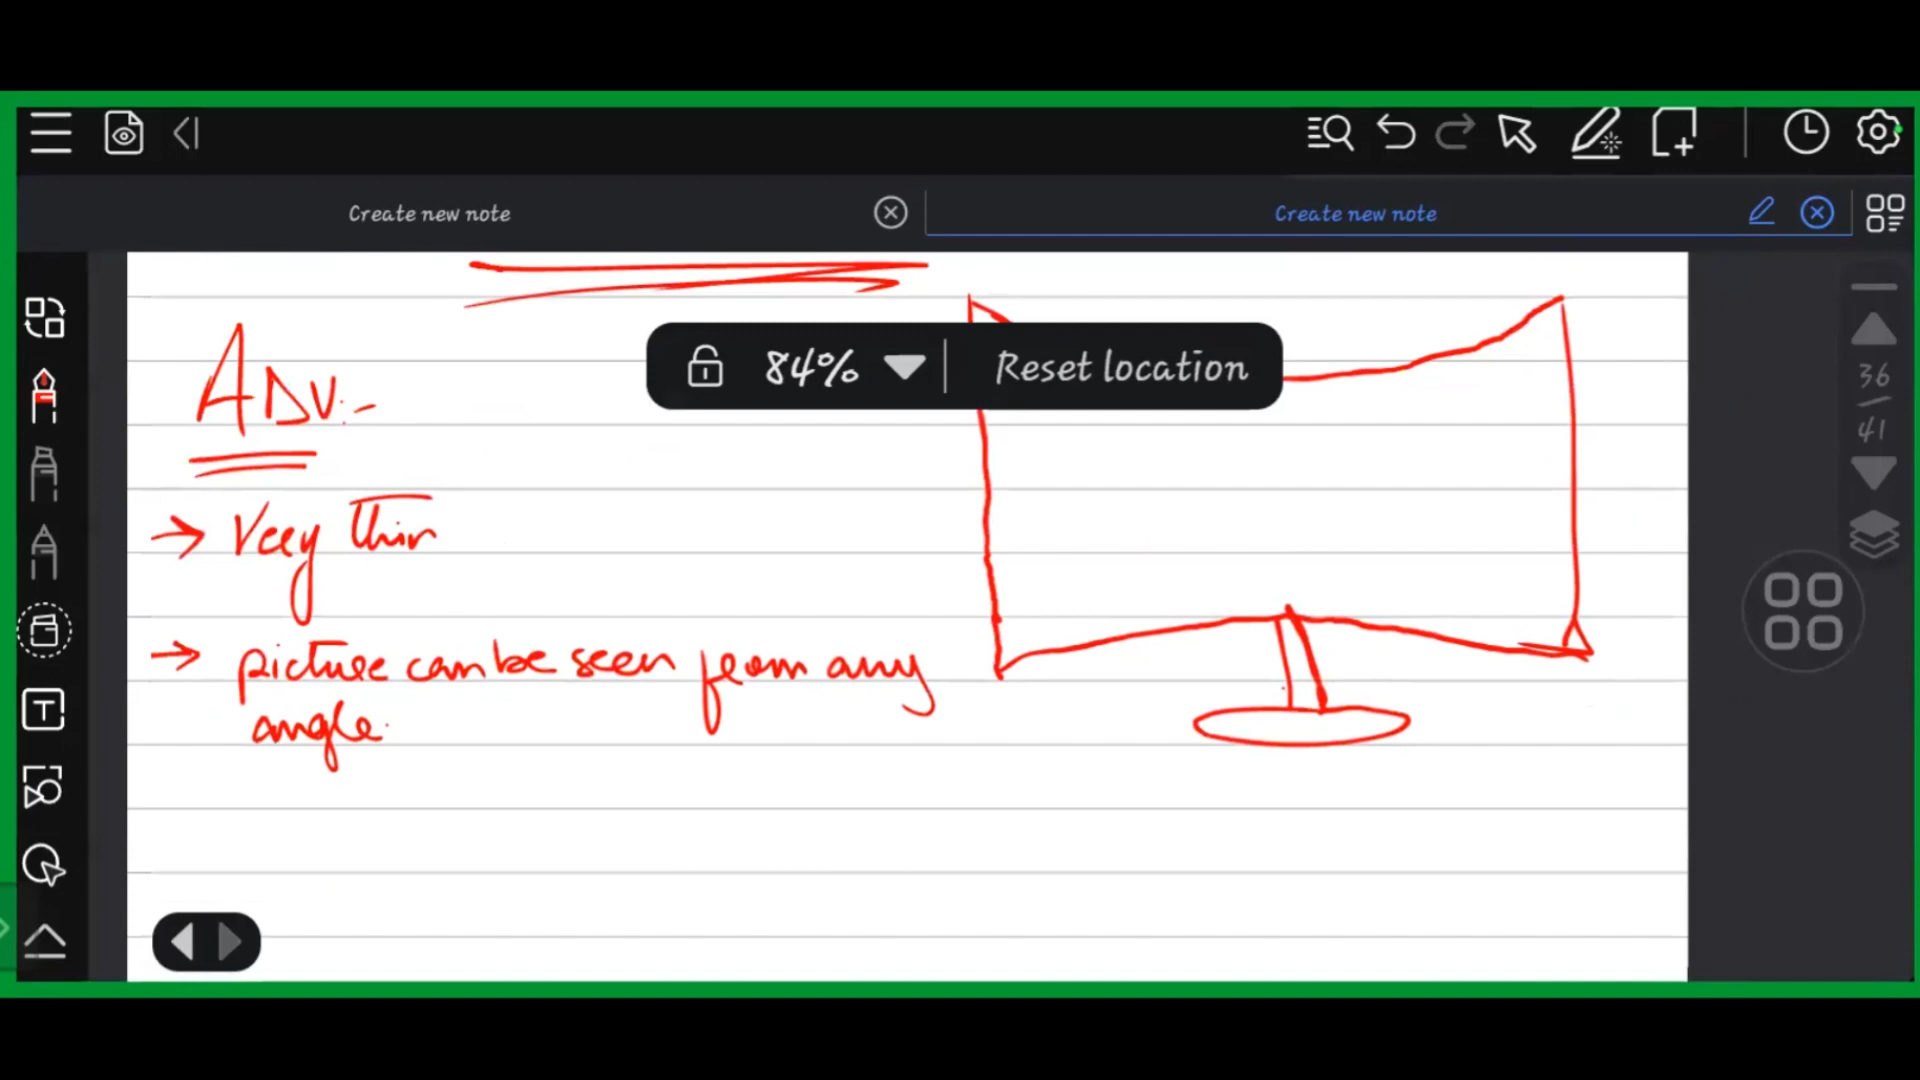 Create new note
Create new note
84%
Reset location
36
41
ADV:-
→ Very thin
→ picture can be seen from any
angle.
T